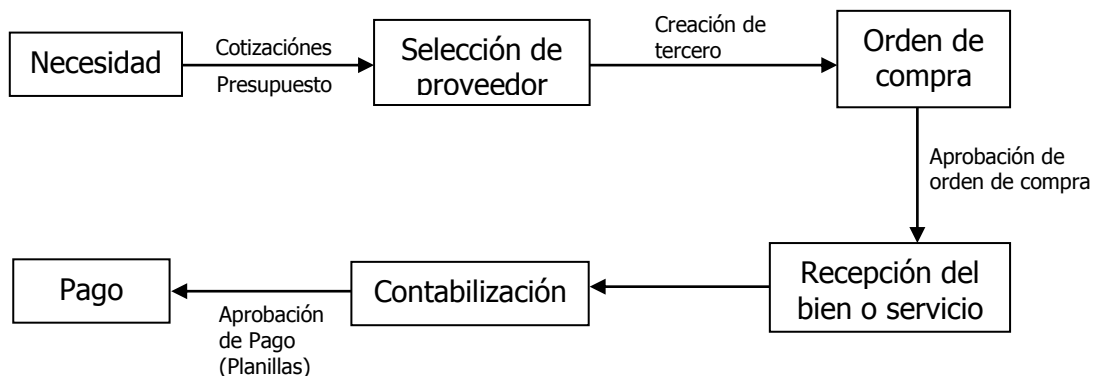 Necesidad
Cotizaciónes
Presupuesto
Selección de
proveedor
Creación de
tercero
Orden de
compra
Aprobación de
orden de compra
Recepción del
bien o servicio
Contabilización
Aprobación
de Pago
(Planillas)
Pago